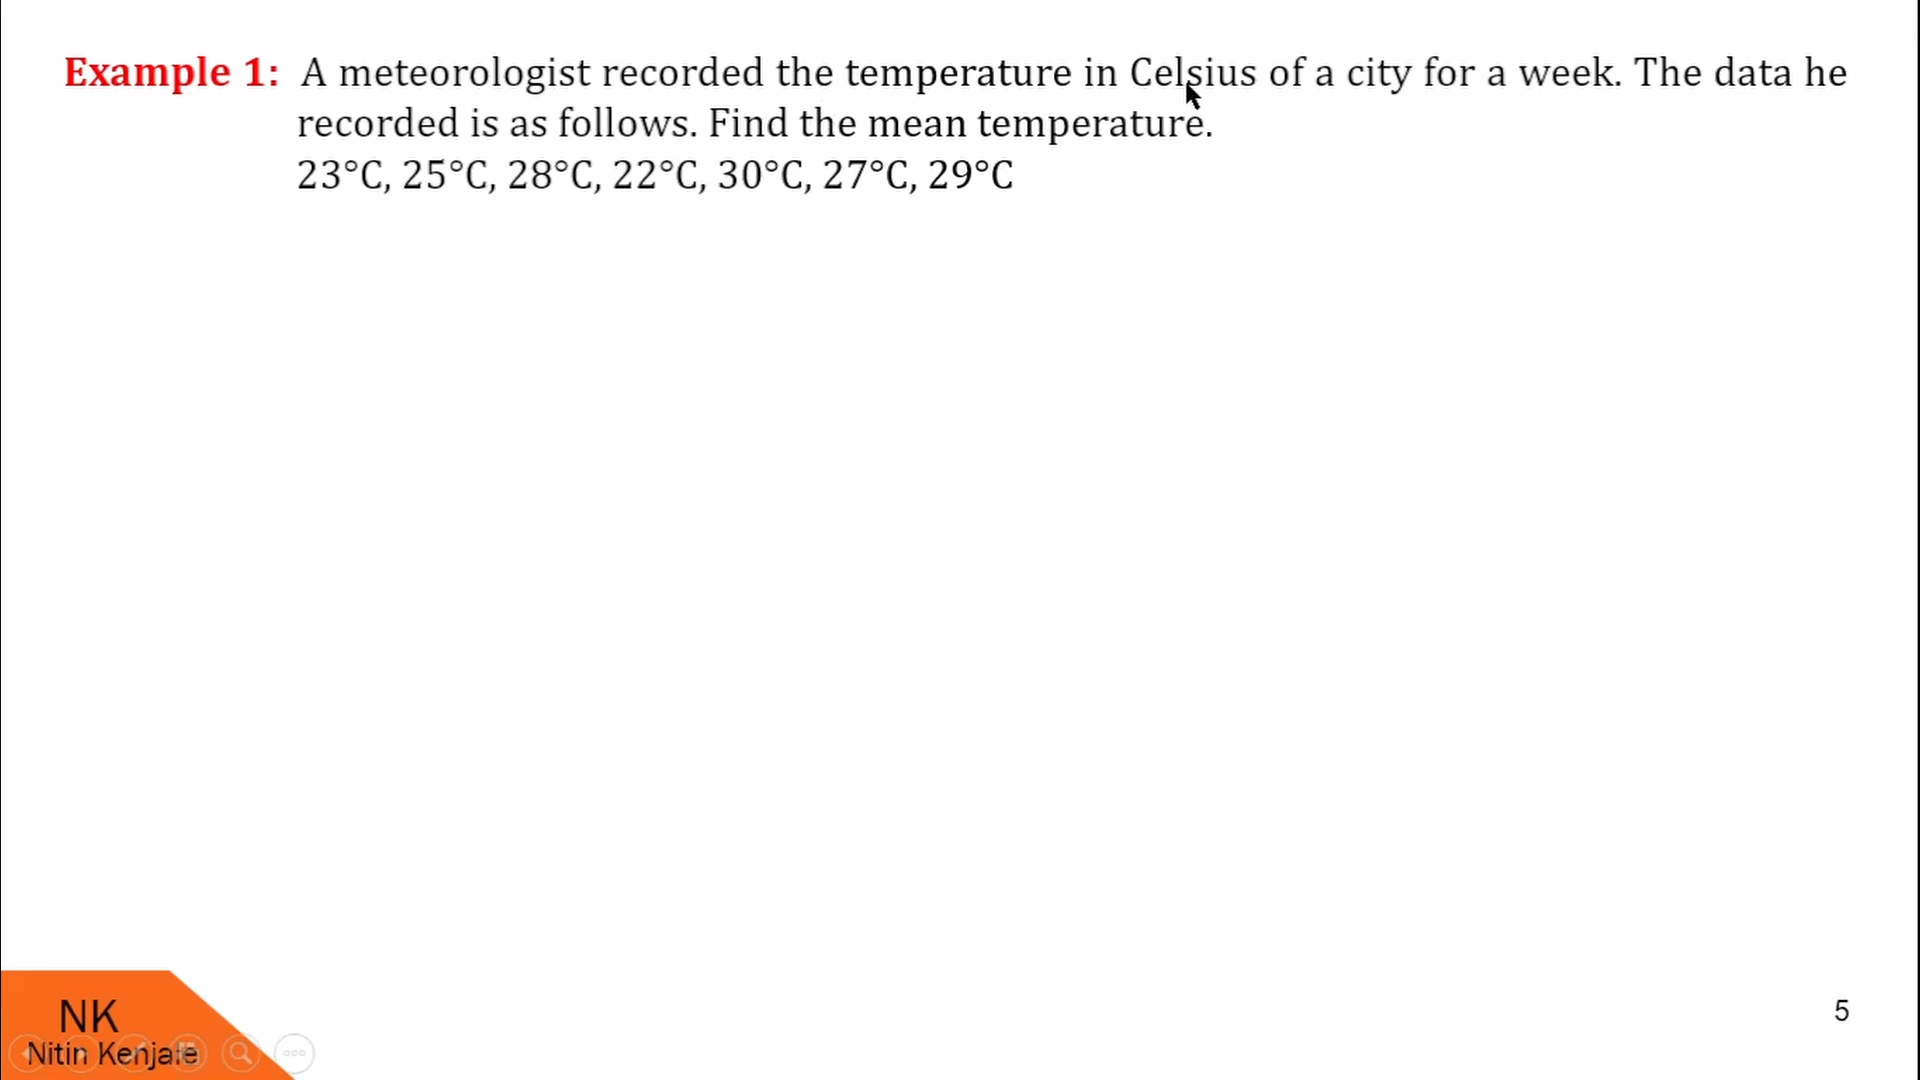 Example 1: A meteorologist recorded the temperature in Celsius of a city for a week. The data he
recorded is as follows. Find the mean temperature.
23°C, 25°C, 28°C, 22°C, 30°C, 27°C, 29°C
NK
Nitin Kenjale
5